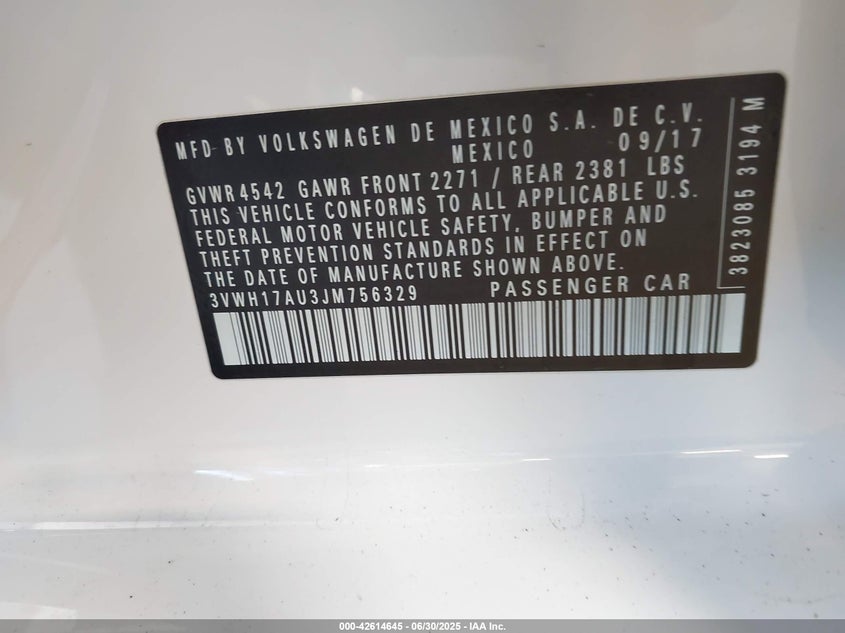 MFD BY VOLKSWAGEN DE MEXICO S.A. DE C.V.
MEXICO 09/17
GVWR 4542 GAWR FRONT 2271 / REAR 2381 LBS
THIS VEHICLE CONFORMS TO ALL APPLICABLE U.S.
FEDERAL MOTOR VEHICLE SAFETY, BUMPER AND
THEFT PREVENTION STANDARDS IN EFFECT ON
THE DATE OF MANUFACTURE SHOWN ABOVE.
3VWH17AU3JM756329 PASSENGER CAR
3823085 3194 M
000-42614645 - 06/30/2025 - IAA Inc.